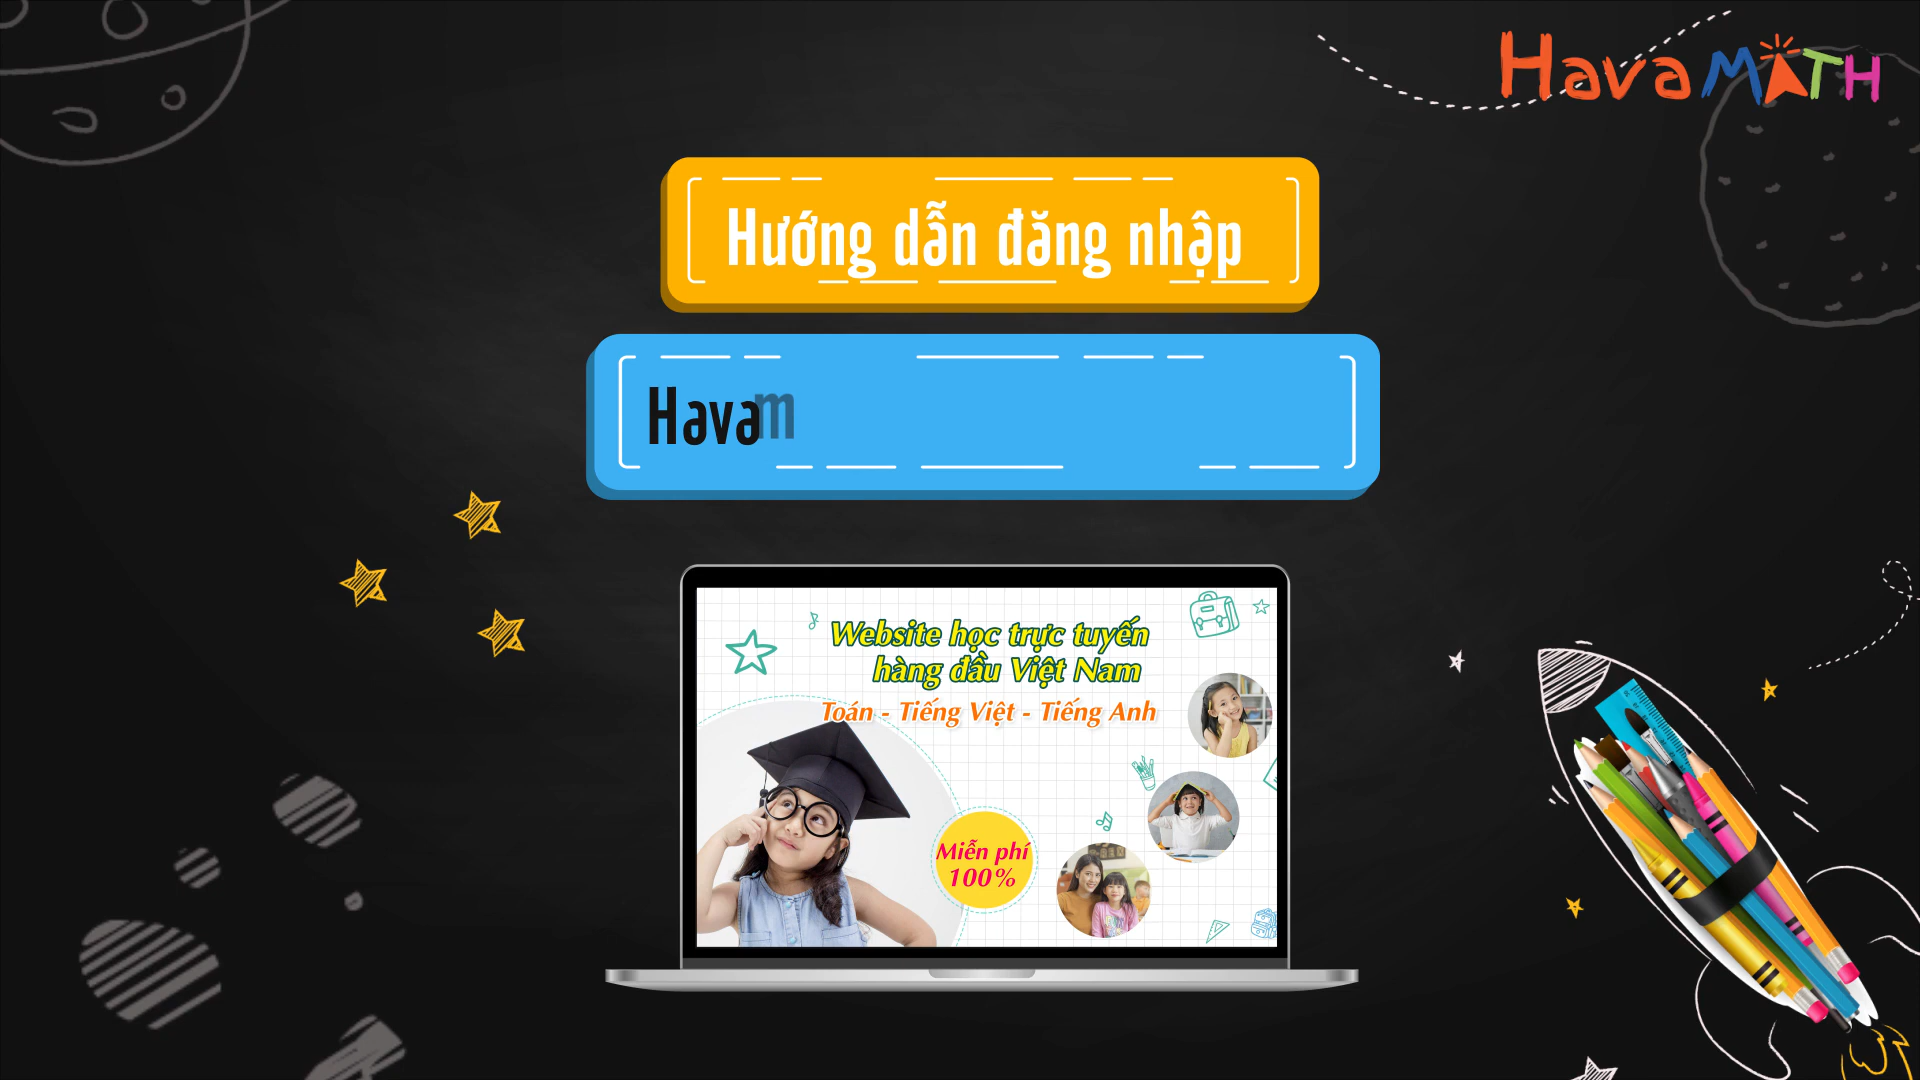 HavaMATH
Hướng dẫn đăng nhập
Havam
Website học trực tuyến
hàng đầu Việt Nam
Toán - Tiếng Việt - Tiếng Anh
Miễn phí
100%